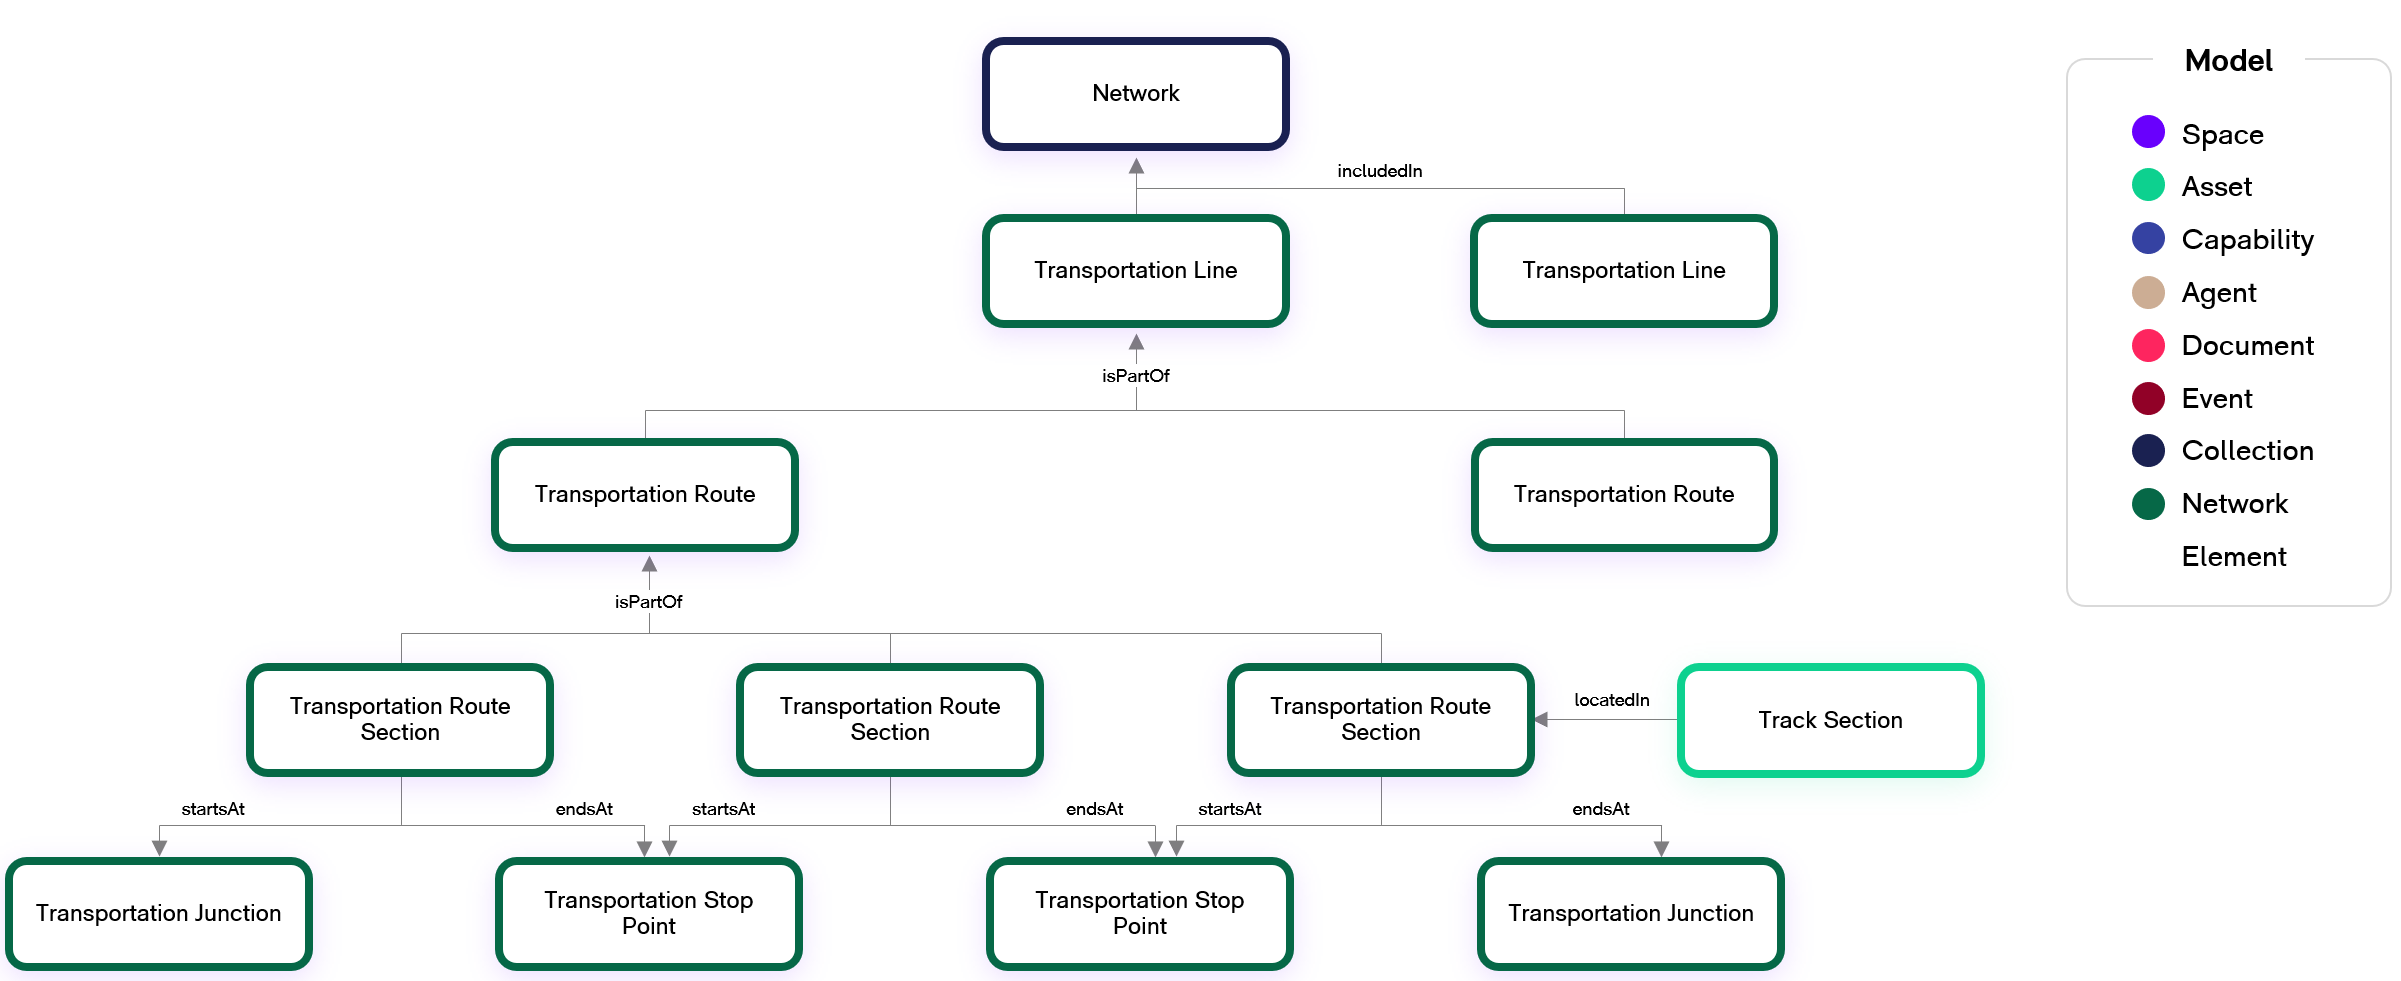 Network
includedIn
Transportation Line
Transportation Line
isPartOf
Transportation Route
Transportation Route
isPartOf
Transportation Route
Section
Transportation Route
Section
Transportation Route
Section
locatedIn
Track Section
startsAt
endsAt
startsAt
endsAt
startsAt
endsAt
Transportation Junction
Transportation Stop
Point
Transportation Stop
Point
Transportation Junction
Model
Space
Asset
Capability
Agent
Document
Event
Collection
Network
Element